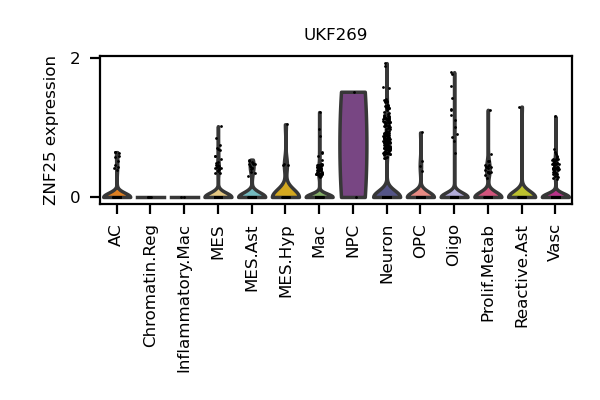 UKF269
ZNF25 expression
2
0
AC
Chromatin.Reg
Inflammatory.Mac
MES
MES.Ast
MES.Hyp
Mac
NPC
Neuron
OPC
Oligo
Prolif.Metab
Reactive.Ast
Vasc